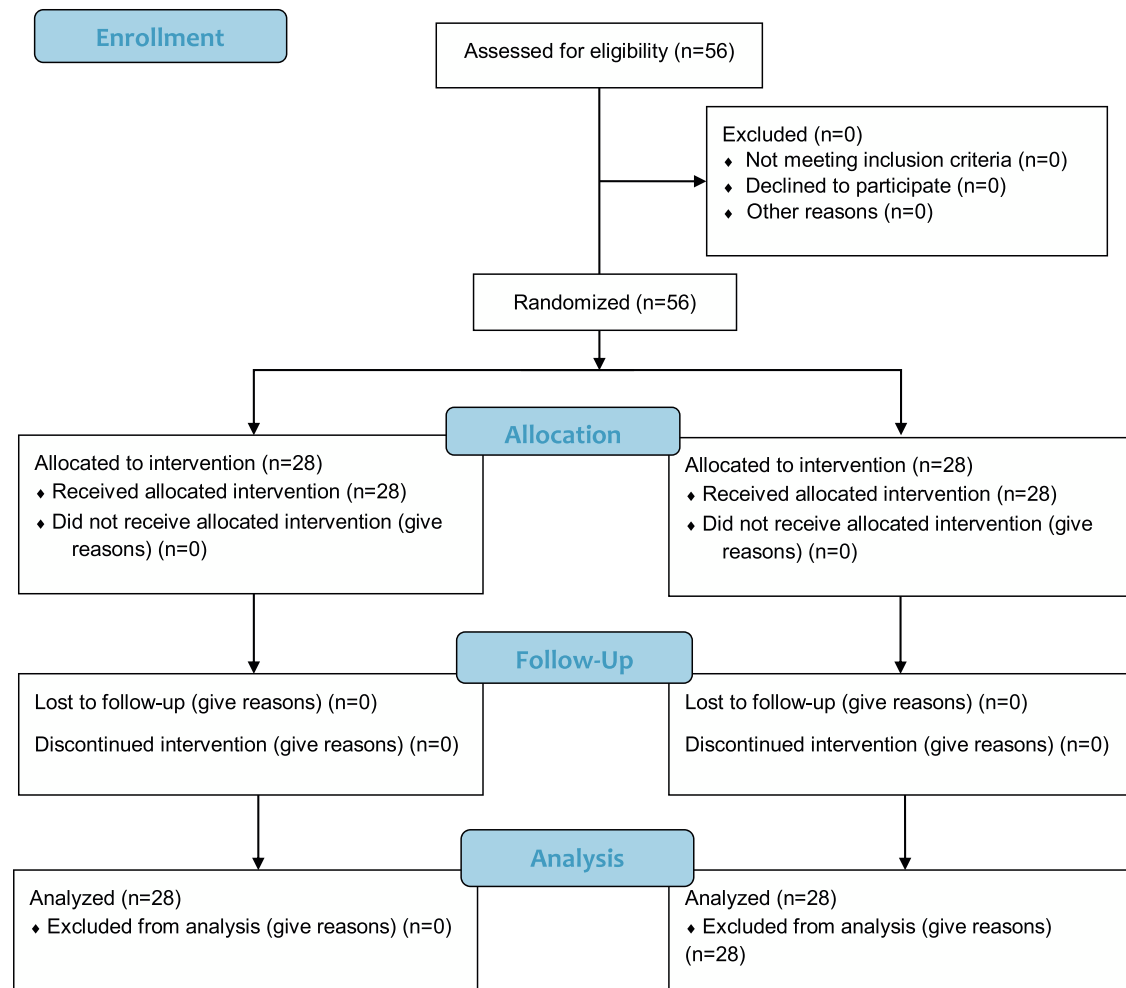 Enrollment
Assessed for eligibility (n=56)
Excluded (n=0)
♦ Not meeting inclusion criteria (n=0)
♦ Declined to participate (n=0)
♦ Other reasons (n=0)
Randomized (n=56)
Allocation
Allocated to intervention (n=28)
♦ Received allocated intervention (n=28)
♦ Did not receive allocated intervention (give
reasons) (n=0)
Allocated to intervention (n=28)
♦ Received allocated intervention (n=28)
♦ Did not receive allocated intervention (give
reasons) (n=0)
Follow-Up
Lost to follow-up (give reasons) (n=0)
Discontinued intervention (give reasons) (n=0)
Lost to follow-up (give reasons) (n=0)
Discontinued intervention (give reasons) (n=0)
Analysis
Analyzed (n=28)
♦ Excluded from analysis (give reasons) (n=0)
Analyzed (n=28)
♦ Excluded from analysis (give reasons)
(n=28)